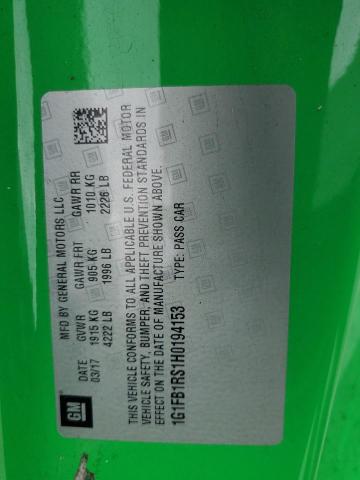 GM
MFD BY GENERAL MOTORS LLC
DATE GVWR GAWR FRT GAWR RR
03/17 1915 KG 905 KG 1010 KG
4222 LB 1996 LB 2226 LB
THIS VEHICLE CONFORMS TO ALL APPLICABLE U.S. FEDERAL MOTOR
VEHICLE SAFETY, BUMPER, AND THEFT PREVENTION STANDARDS IN
EFFECT ON THE DATE OF MANUFACTURE SHOWN ABOVE.
1G1FB1RS1H0194153 TYPE: PASS CAR